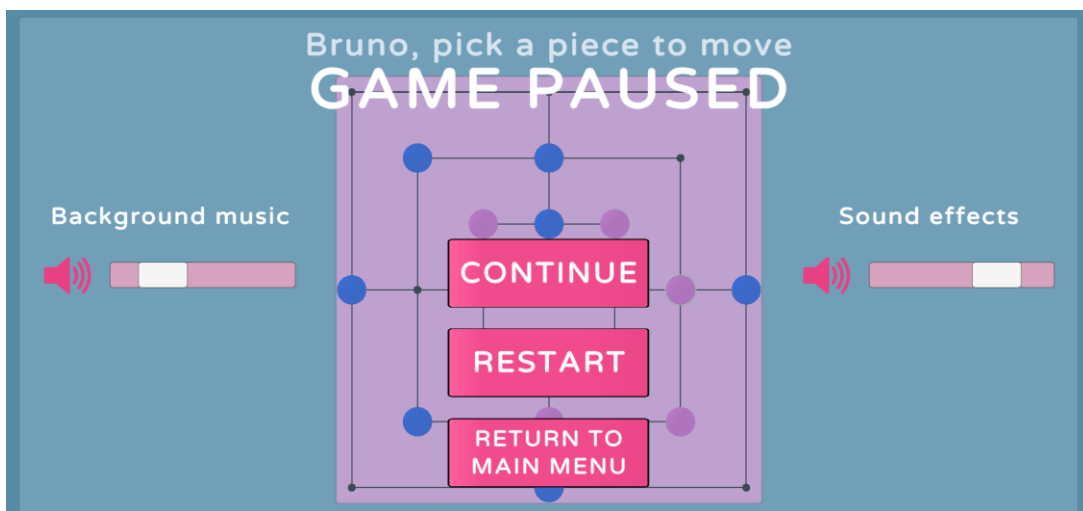 Bruno, pick a piece to move
GAME PAUSED
Background music
Sound effects
CONTINUE
RESTART
RETURN TO
MAIN MENU